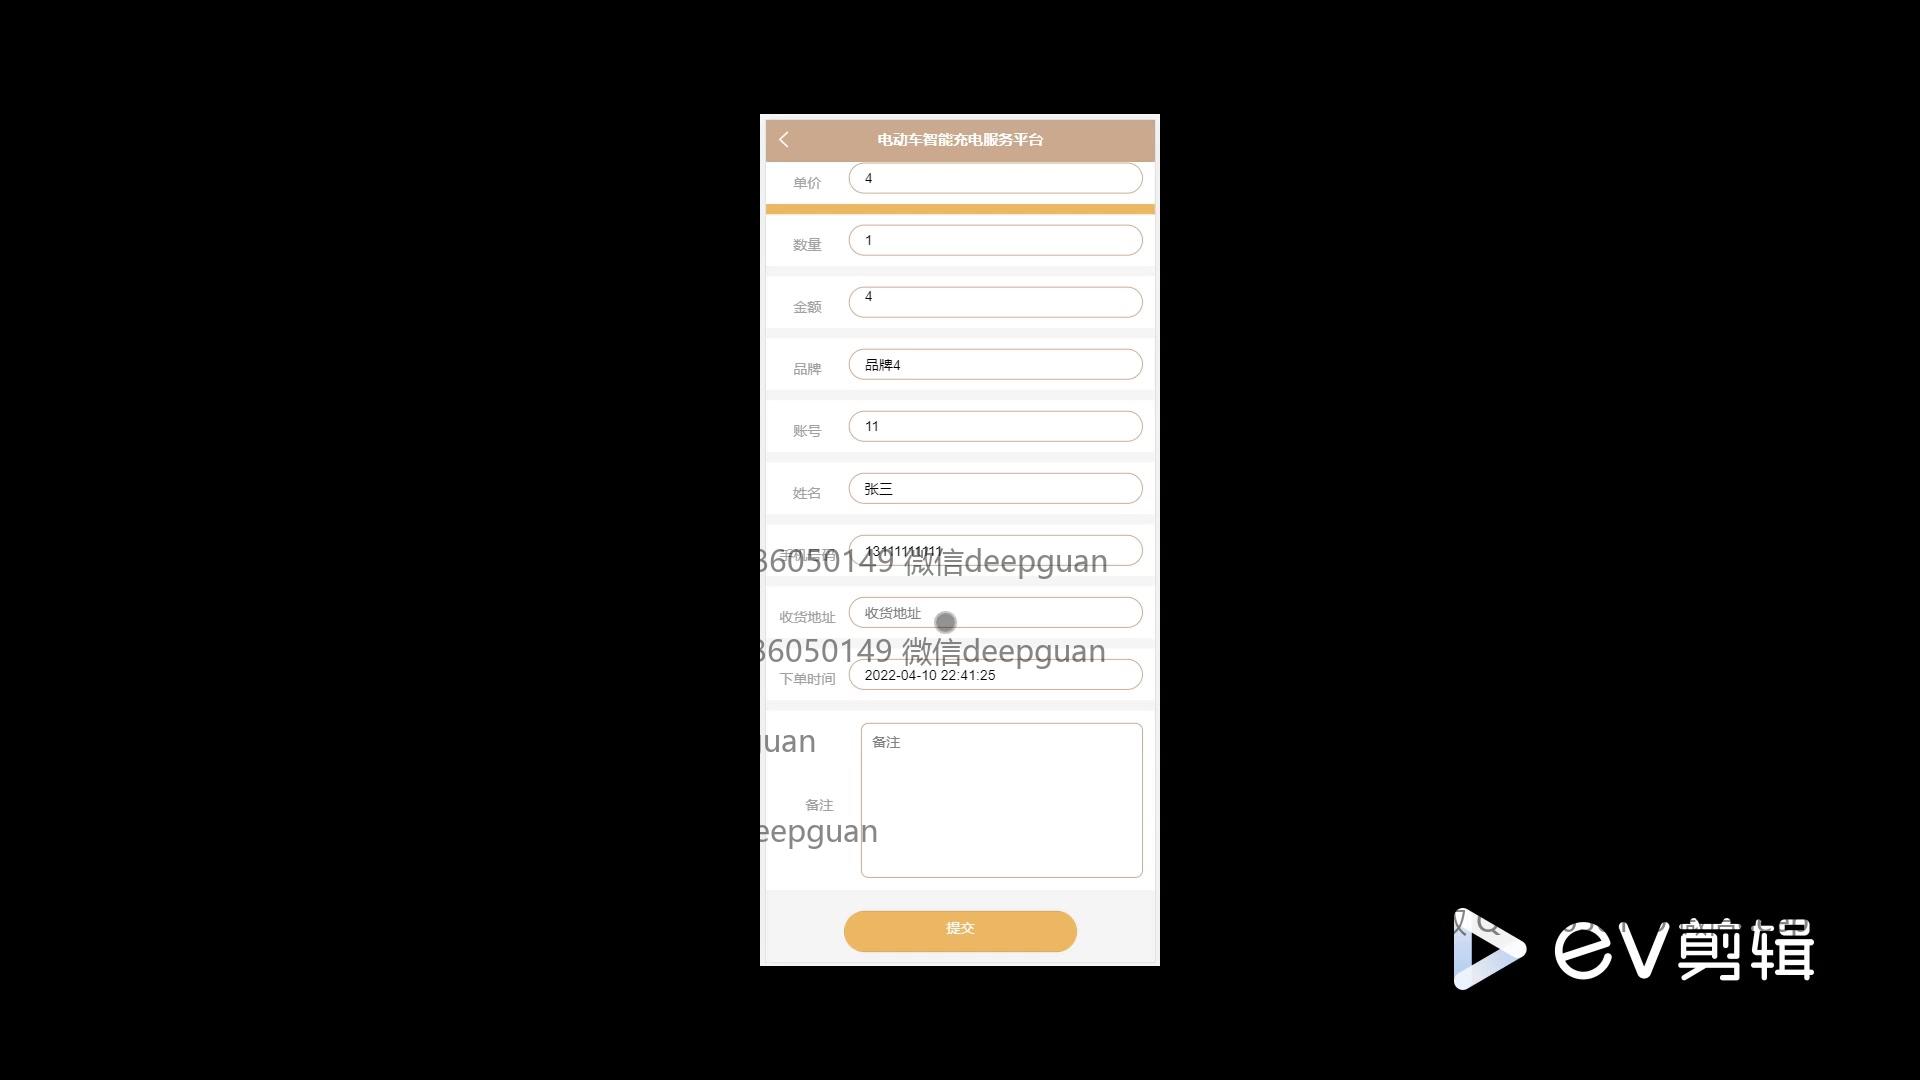 电动车智能充电服务平台
单价 4
数量 1
金额 4
品牌 品牌4
账号 11
姓名 张三
手机号码 13111111111
36050149 微信deepguan
收货地址 收货地址
36050149 微信deepguan
下单时间 2022-04-10 22:41:25
uan
备注
备注
eepguan
提交
ev剪辑